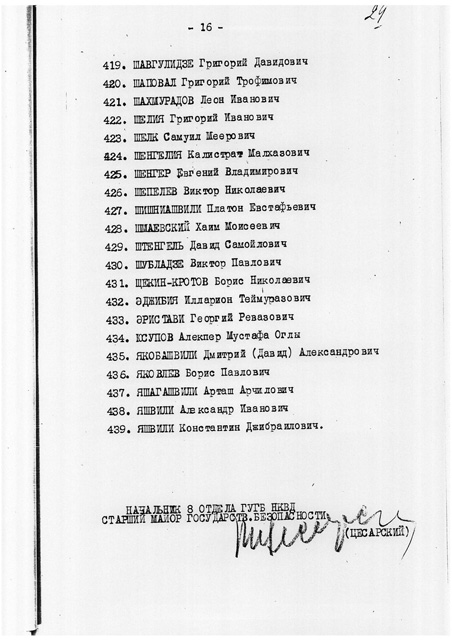 - 16 -
24
419. ШАВГУЛИДЗЕ Григорий Давидович
420. ШАПОВАЛ Григорий Трофимович
421. ШАХМУРАДОВ Леон Иванович
422. ШЕЛИЯ Григорий Иванович
423. ШЕЛК Самуил Меерович
424. ШЕНГЕЛИЯ Калистрат Малхазович
425. ШЕНГЕР Евгений Владимирович
426. ШЕПЕЛЕВ Виктор Николаевич
427. ШИШНИАШВИЛИ Платон Евстафьевич
428. ШМАЕВСКИЙ Хаим Моисеевич
429. ШТЕНГЕЛЬ Давид Самойлович
430. ШУБЛАДЗЕ Виктор Павлович
431. ЩЕКИН-КРОТОВ Борис Николаевич
432. ЭДЖИБИЯ Илларион Теймуразович
433. ЭРИСТАВИ Георгий Ревазович
434. ЮСУПОВ Алекпер Мустафа Оглы
435. ЯКОБАШВИЛИ Дмитрий (Давид) Александрович
436. ЯКОВЛЕВ Борис Павлович
437. ЯШАГАШВИЛИ Арташ Арчилович
438. ЯШВИЛИ Александр Иванович
439. ЯШВИЛИ Константин Джибраилович.
НАЧАЛЬНИК 8 ОТДЕЛА ГУГБ НКВД
СТАРШИЙ МАЙОР ГОСУДАРСТВ.БЕЗОПАСНОСТИ
(ЦЕСАРСКИЙ)